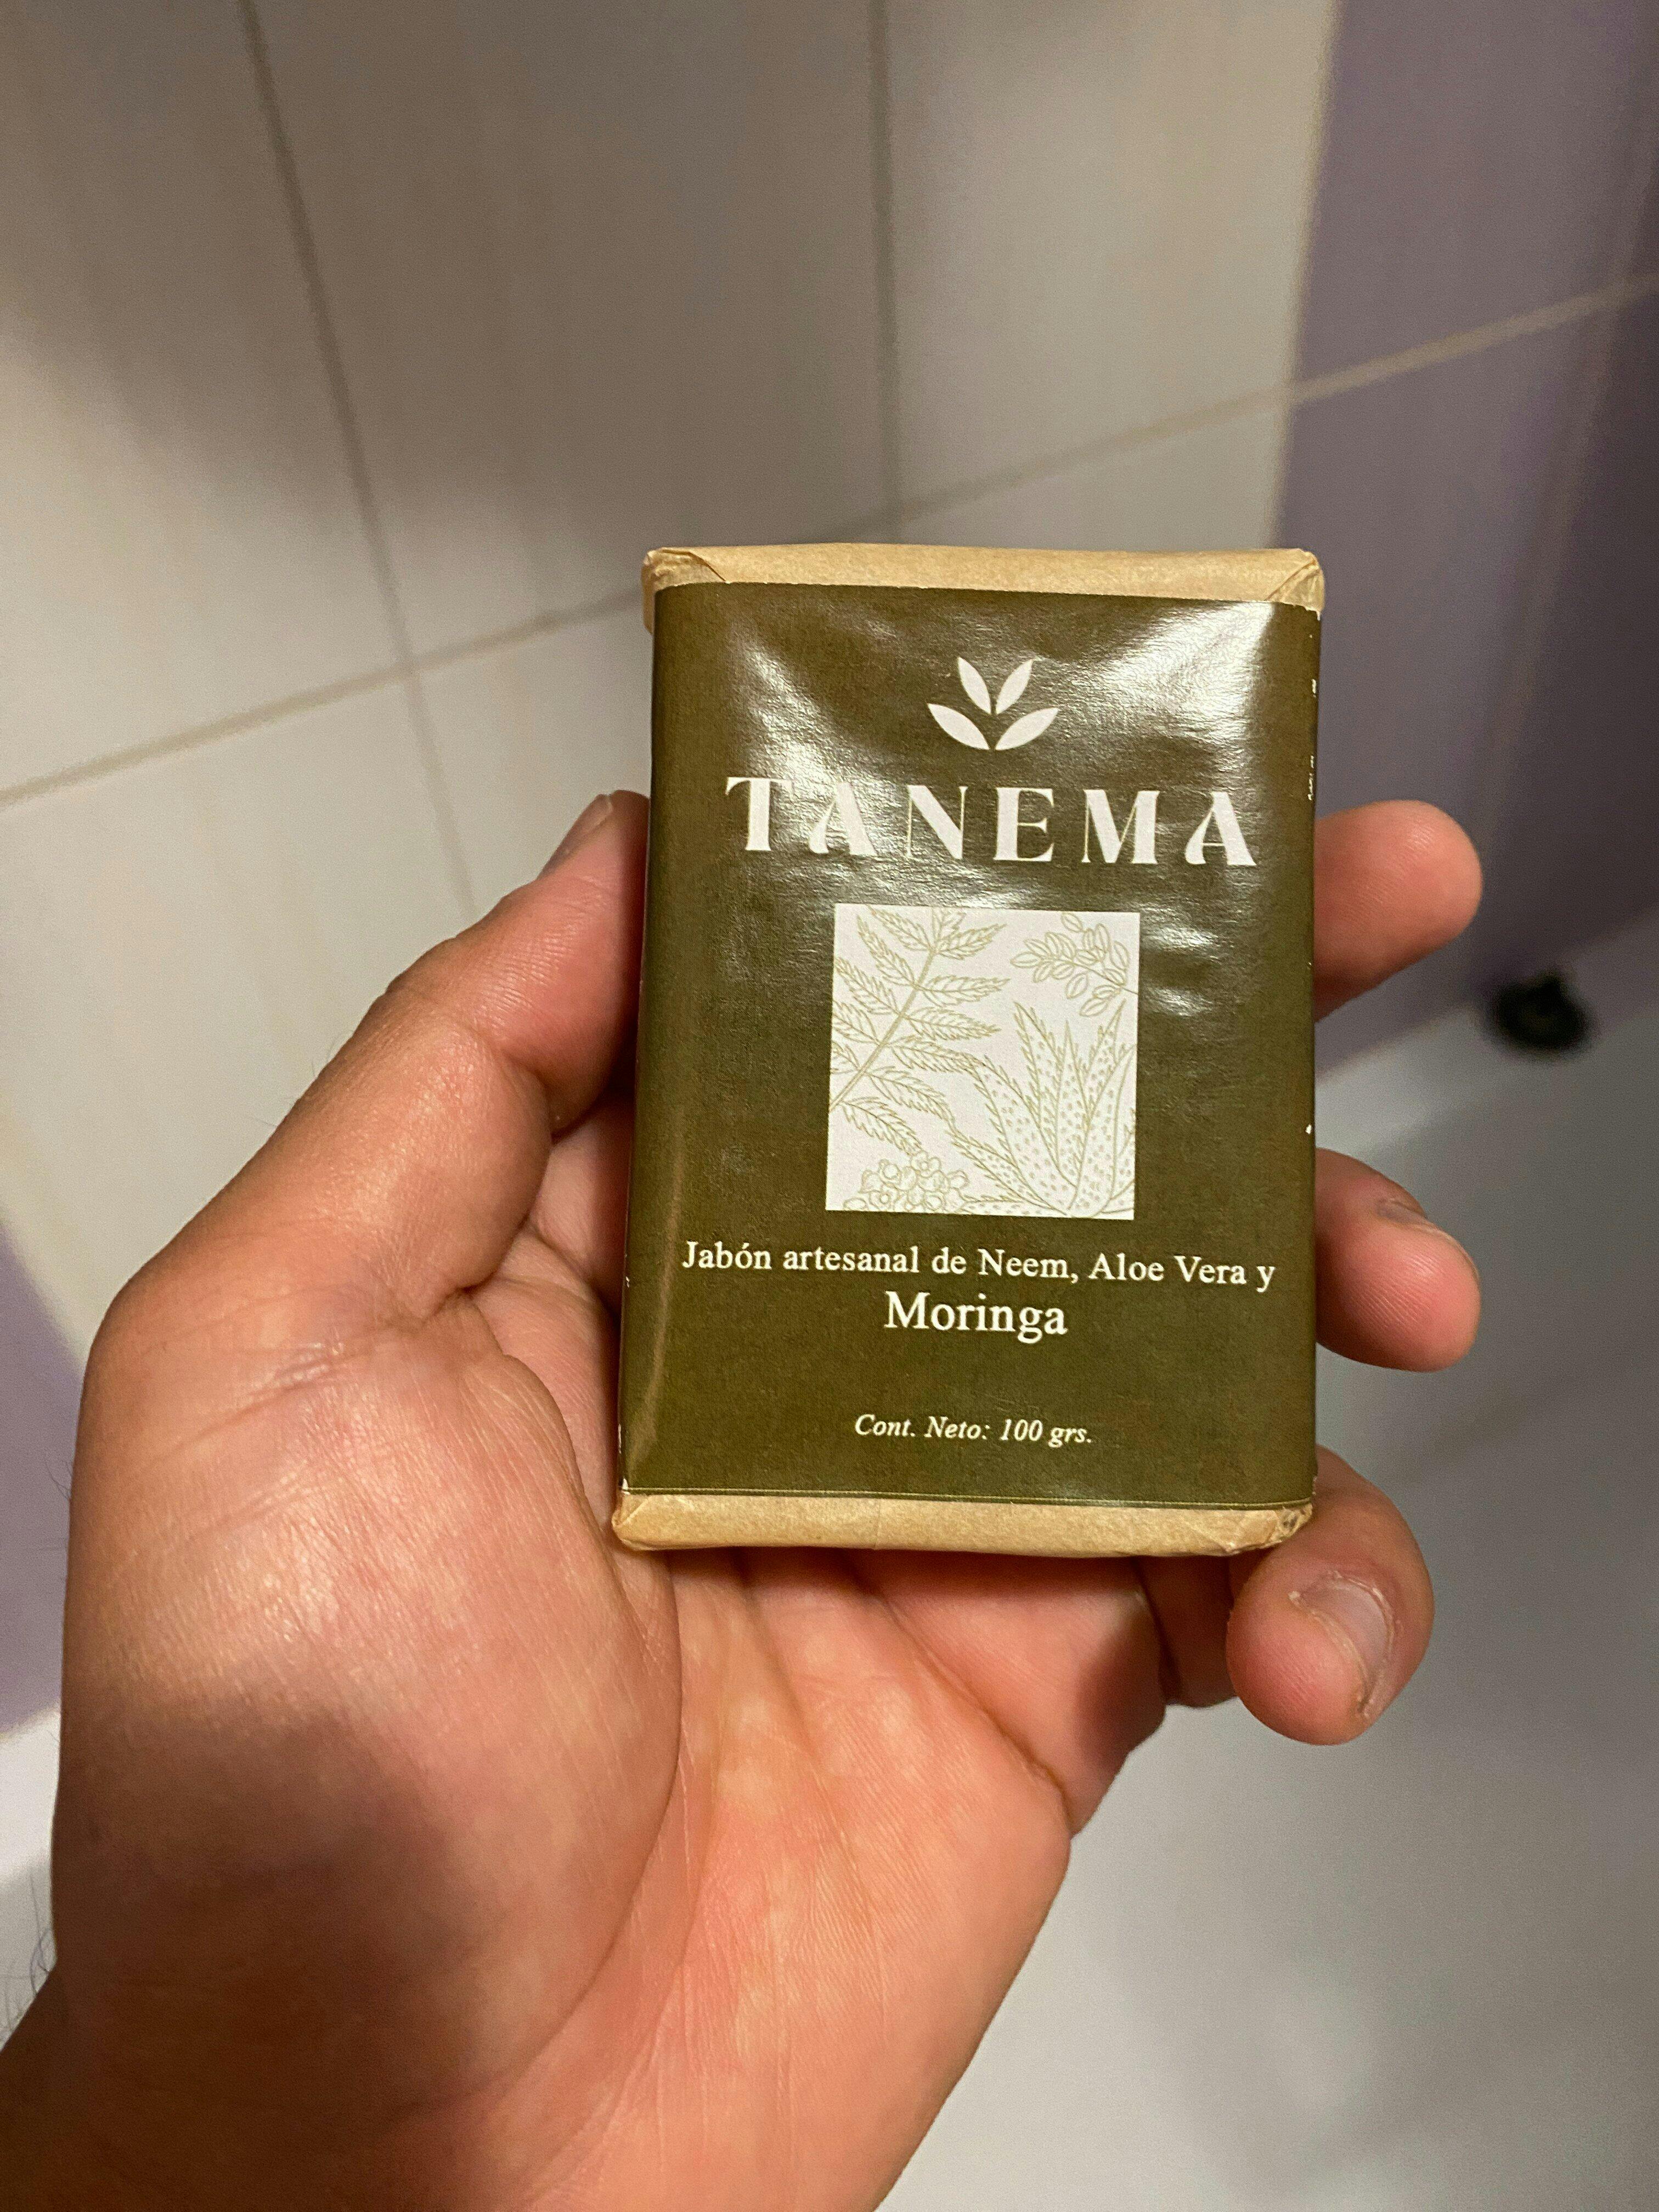 TANEMA
Jabón artesanal de Neem, Aloe Vera y
Moringa
Cont. Neto: 100 grs.